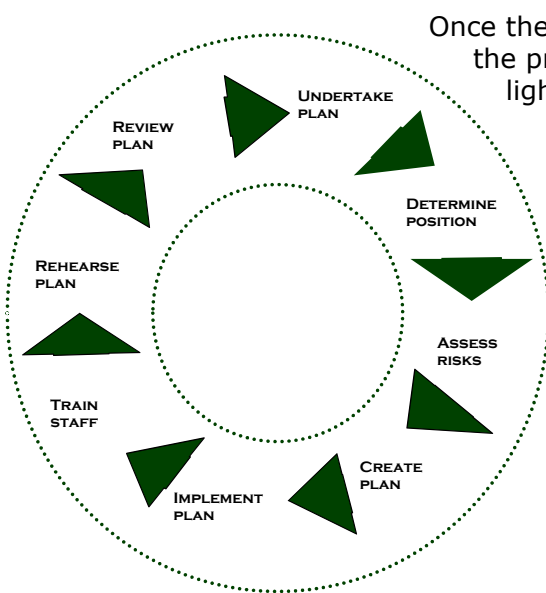 Once the
the pr
ligh
UNDERTAKE
PLAN
DETERMINE
POSITION
ASSESS
RISKS
CREATE
PLAN
IMPLEMENT
PLAN
TRAIN
STAFF
REHEARSE
PLAN
REVIEW
PLAN